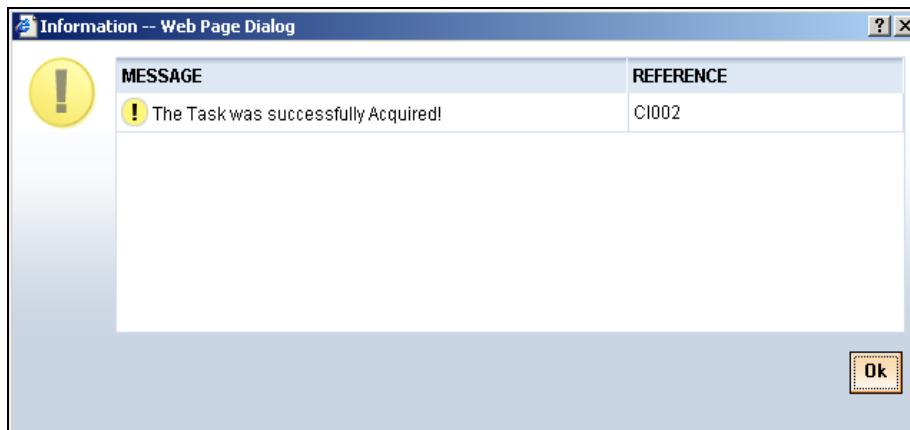 Information -- Web Page Dialog
MESSAGE REFERENCE
The Task was successfully Acquired! CI002
Ok